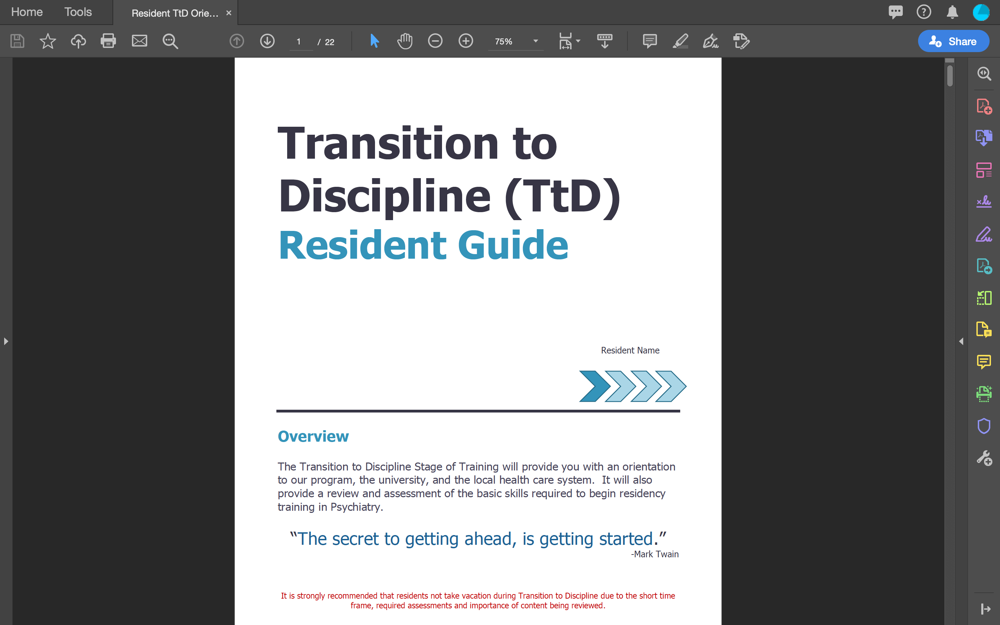 Home Tools Resident TtD Orie... ×
1 / 22 75% Share
Transition to
Discipline (TtD)
Resident Guide
Resident Name
Overview
The Transition to Discipline Stage of Training will provide you with an orientation
to our program, the university, and the local health care system.  It will also
provide a review and assessment of the basic skills required to begin residency
training in Psychiatry.
“The secret to getting ahead, is getting started.”
-Mark Twain
It is strongly recommended that residents not take vacation during Transition to Discipline due to the short time
frame, required assessments and importance of content being reviewed.